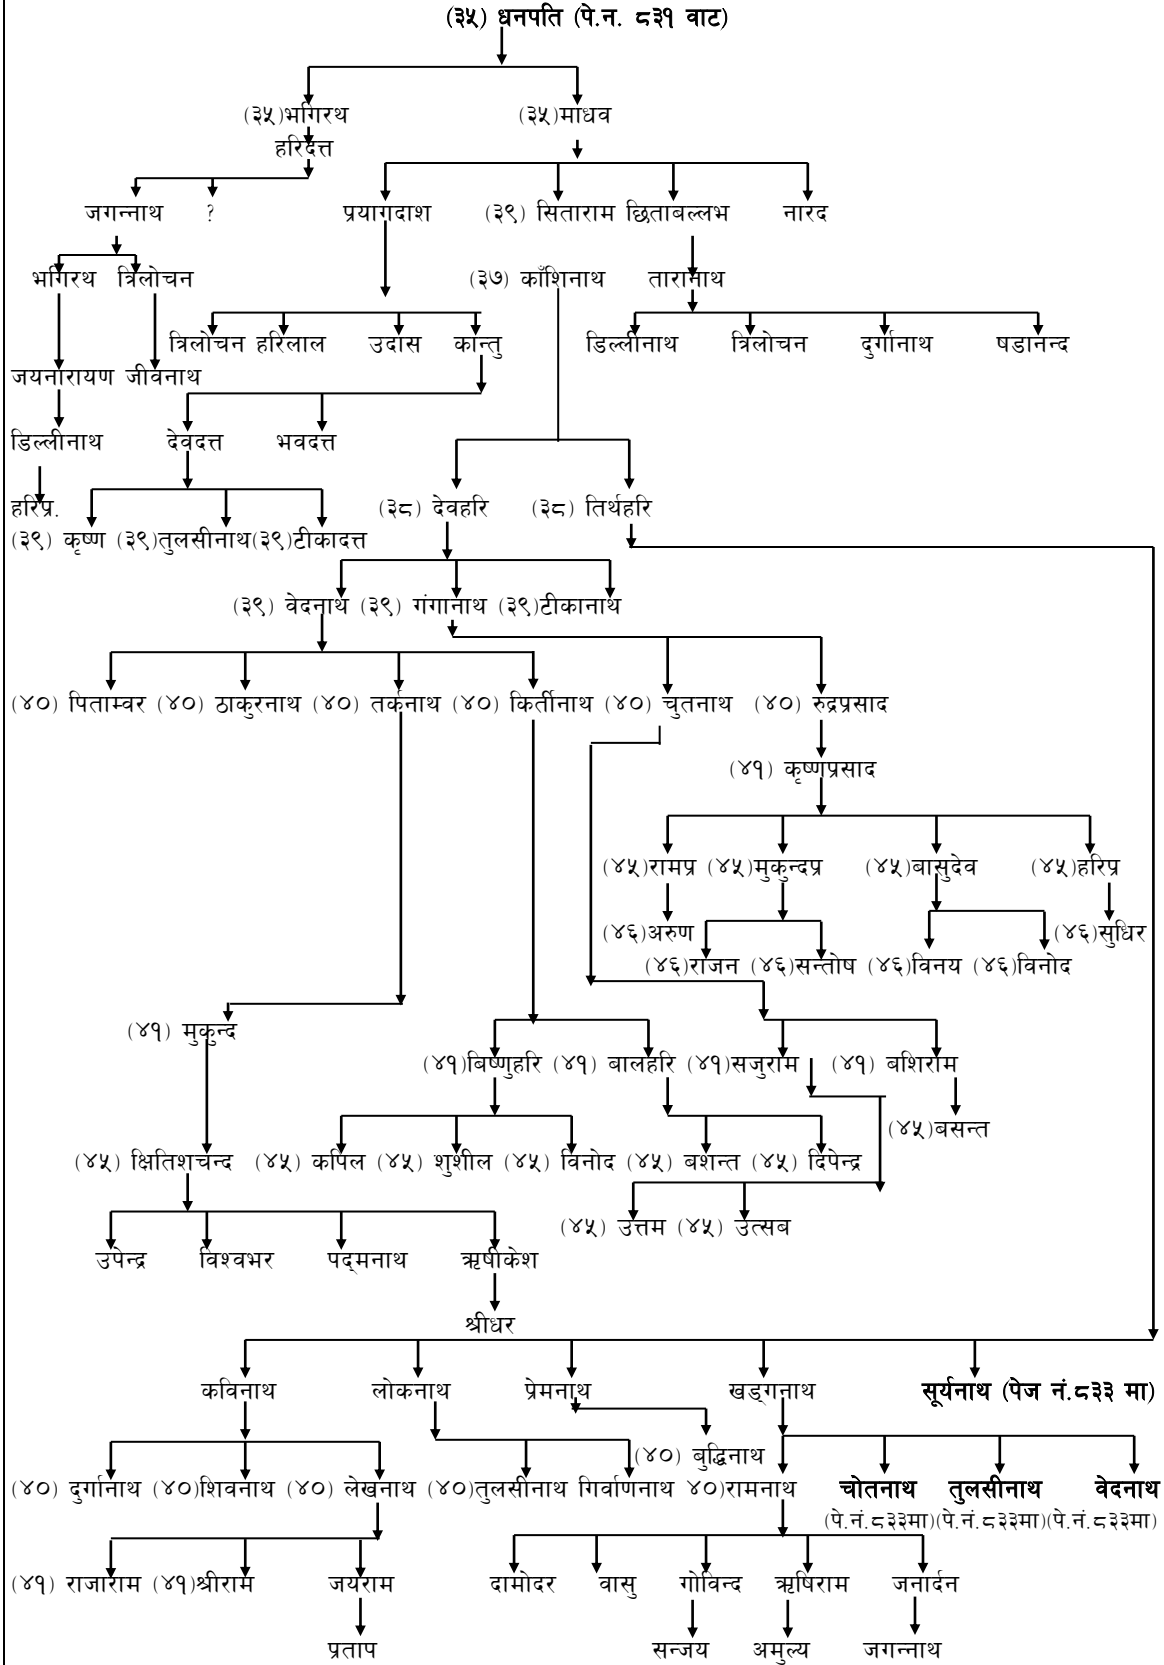 (३५) धनपति (पे.न. ८३१ वाट)
(३५)भगिरथ (३५)माधव
हरिदत्त
जगन्नाथ ? प्रयागदाश (३९) सिताराम छिताबल्लभ नारद
भगिरथ त्रिलोचन (३७) काँशिनाथ तारानाथ
त्रिलोचन हरिलाल उदास कान्तु डिल्लीनाथ त्रिलोचन दुर्गानाथ षडानन्द
जयनारायण जीवनाथ
डिल्लीनाथ देवदत्त भवदत्त
हरिप्र. (३८) देवहरि (३८) तिर्थहरि
(३९) कृष्ण (३९)तुलसीनाथ(३९)टीकादत्त
(३९) वेदनाथ (३९) गंगानाथ (३९)टीकानाथ
(४०) पिताम्वर (४०) ठाकुरनाथ (४०) तर्कनाथ (४०) किर्तीनाथ (४०) चुतनाथ (४०) रुद्रप्रसाद
(४१) कृष्णप्रसाद
(४५)रामप्र (४५)मुकुन्दप्र (४५)बासुदेव (४५)हरिप्र
(४६)अरुण (४६)सुधिर
(४६)राजन (४६)सन्तोष (४६)विनय (४६)विनोद
(४१) मुकुन्द
(४१)बिष्णुहरि (४१) बालहरि (४१)सजुराम (४१) बशिराम
(४५)बसन्त
(४५) क्षितिशचन्द (४५) कपिल (४५) शुशील (४५) विनोद (४५) बशन्त (४५) दिपेन्द्र
(४५) उत्तम (४५) उत्सब
उपेन्द्र विश्वभर पद्मनाथ ऋषीकेश
श्रीधर
कविनाथ लोकनाथ प्रेमनाथ खड्गनाथ सूर्यनाथ (पेज नं.८३३ मा)
(४०) बुद्धिनाथ
(४०) दुर्गानाथ (४०)शिवनाथ (४०) लेखनाथ (४०)तुलसीनाथ गिर्वाणनाथ ४०)रामनाथ चोतनाथ तुलसीनाथ वेदनाथ
(पे.नं.८३३मा)(पे.नं.८३३मा)(पे.नं.८३३मा)
(४१) राजाराम (४१)श्रीराम जयराम दामोदर वासु गोविन्द ऋषिराम जनार्दन
प्रताप सन्जय अमुल्य जगन्नाथ